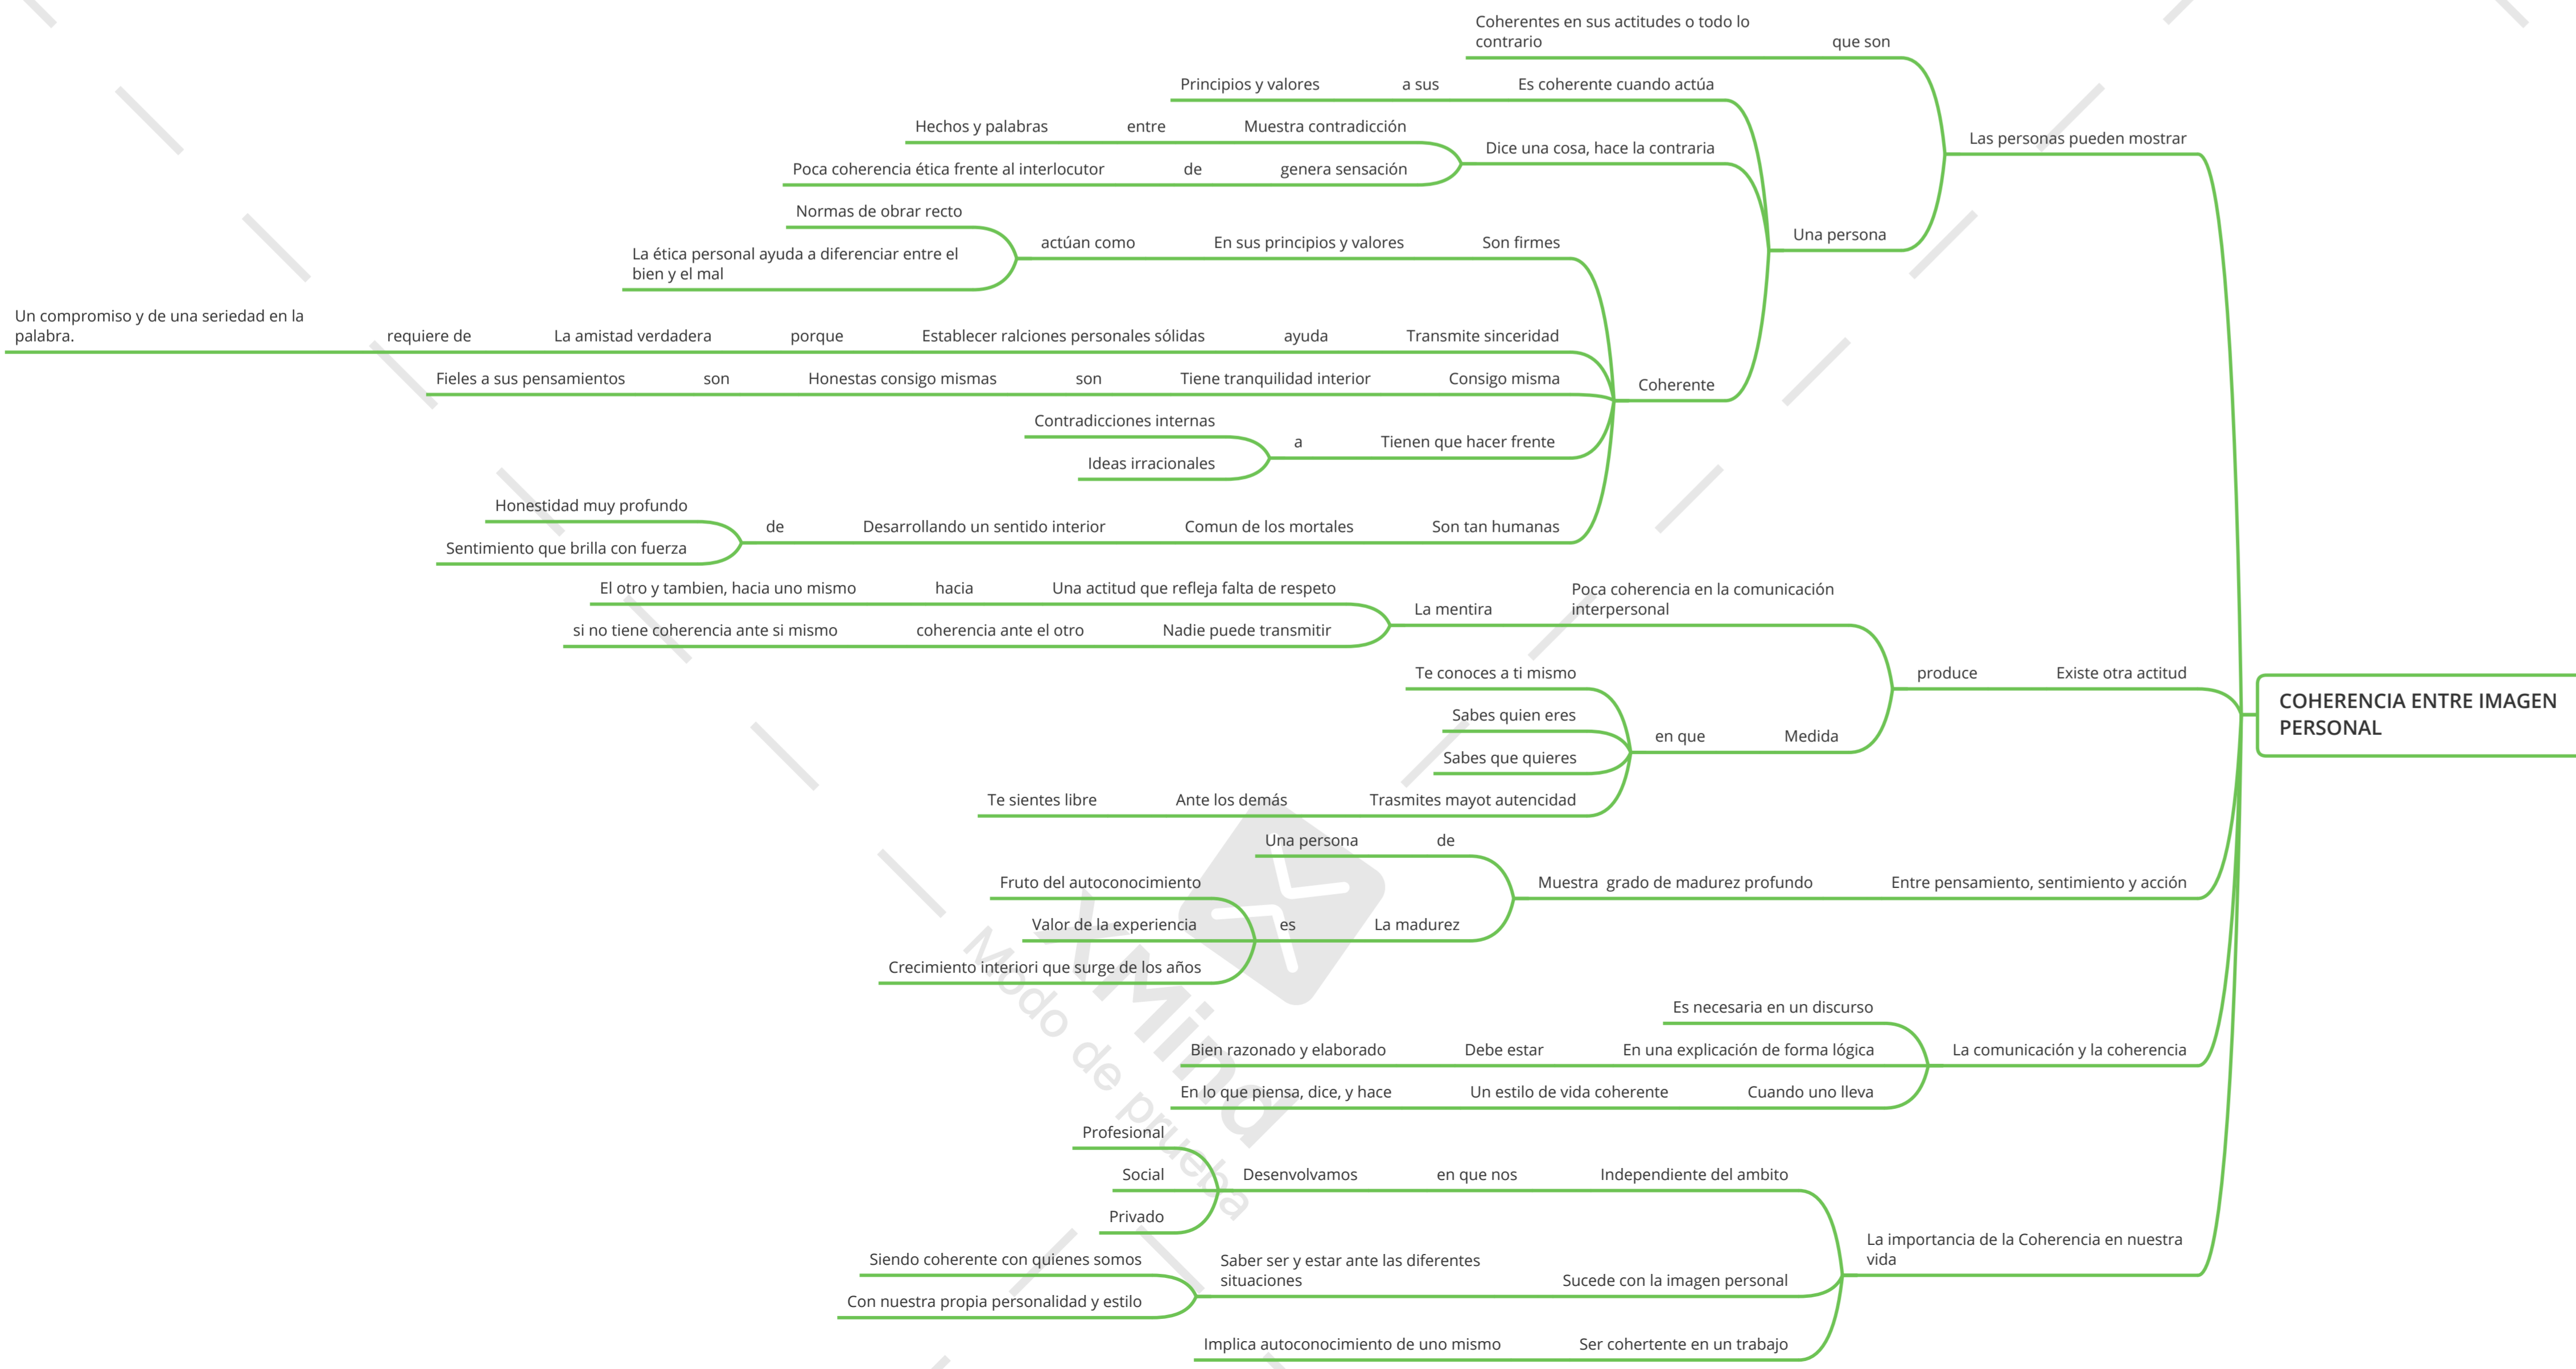 COHERENCIA ENTRE IMAGEN
PERSONAL
Las personas pueden mostrar
que son
Coherentes en sus actitudes o todo lo
contrario
Una persona
Es coherente cuando actúa
a sus
Principios y valores
Dice una cosa, hace la contraria
Muestra contradicción
entre
Hechos y palabras
genera sensación
de
Poca coherencia ética frente al interlocutor
Coherente
Son firmes
En sus principios y valores
actúan como
Normas de obrar recto
La ética personal ayuda a diferenciar entre el
bien y el mal
Transmite sinceridad
ayuda
Establecer ralciones personales sólidas
porque
La amistad verdadera
requiere de
Un compromiso y de una seriedad en la
palabra.
Consigo misma
Tiene tranquilidad interior
son
Honestas consigo mismas
son
Fieles a sus pensamientos
Tienen que hacer frente
a
Contradicciones internas
Ideas irracionales
Son tan humanas
Comun de los mortales
Desarrollando un sentido interior
de
Honestidad muy profundo
Sentimiento que brilla con fuerza
Existe otra actitud
produce
Poca coherencia en la comunicación
interpersonal
La mentira
Una actitud que refleja falta de respeto
hacia
El otro y tambien, hacia uno mismo
Nadie puede transmitir
coherencia ante el otro
si no tiene coherencia ante si mismo
Medida
en que
Te conoces a ti mismo
Sabes quien eres
Sabes que quieres
Trasmites mayot autencidad
Ante los demás
Te sientes libre
Entre pensamiento, sentimiento y acción
Muestra  grado de madurez profundo
de
Una persona
La madurez
es
Fruto del autoconocimiento
Valor de la experiencia
Crecimiento interiori que surge de los años
La comunicación y la coherencia
Es necesaria en un discurso
En una explicación de forma lógica
Debe estar
Bien razonado y elaborado
Cuando uno lleva
Un estilo de vida coherente
En lo que piensa, dice, y hace
La importancia de la Coherencia en nuestra
vida
Independiente del ambito
en que nos
Desenvolvamos
Profesional
Social
Privado
Sucede con la imagen personal
Saber ser y estar ante las diferentes
situaciones
Siendo coherente con quienes somos
Con nuestra propia personalidad y estilo
Ser cohertente en un trabajo
Implica autoconocimiento de uno mismo
XMind
Modo de prueba